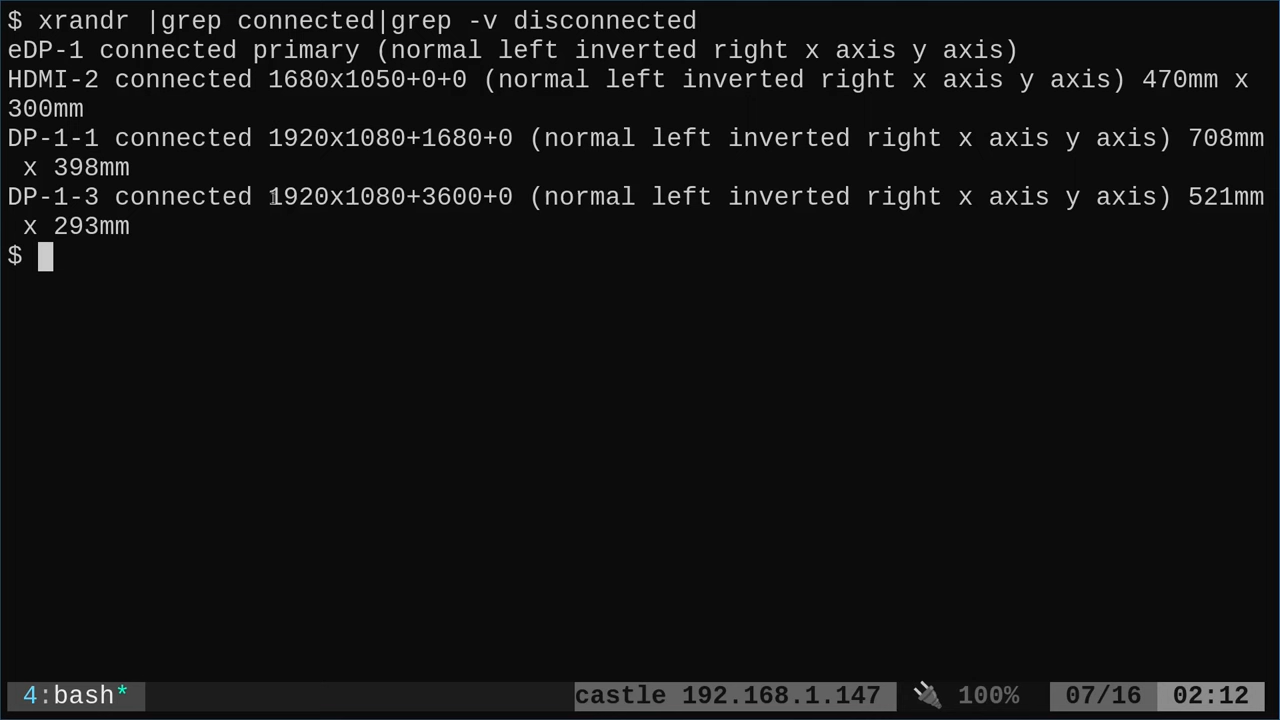 $ xrandr |grep connected|grep -v disconnected
eDP-1 connected primary (normal left inverted right x axis y axis)
HDMI-2 connected 1680x1050+0+0 (normal left inverted right x axis y axis) 470mm x
300mm
DP-1-1 connected 1920x1080+1680+0 (normal left inverted right x axis y axis) 708mm
 x 398mm
DP-1-3 connected 1920x1080+3600+0 (normal left inverted right x axis y axis) 521mm
 x 293mm
$
4:bash* castle 192.168.1.147 🔌 100% 07/16 02:12